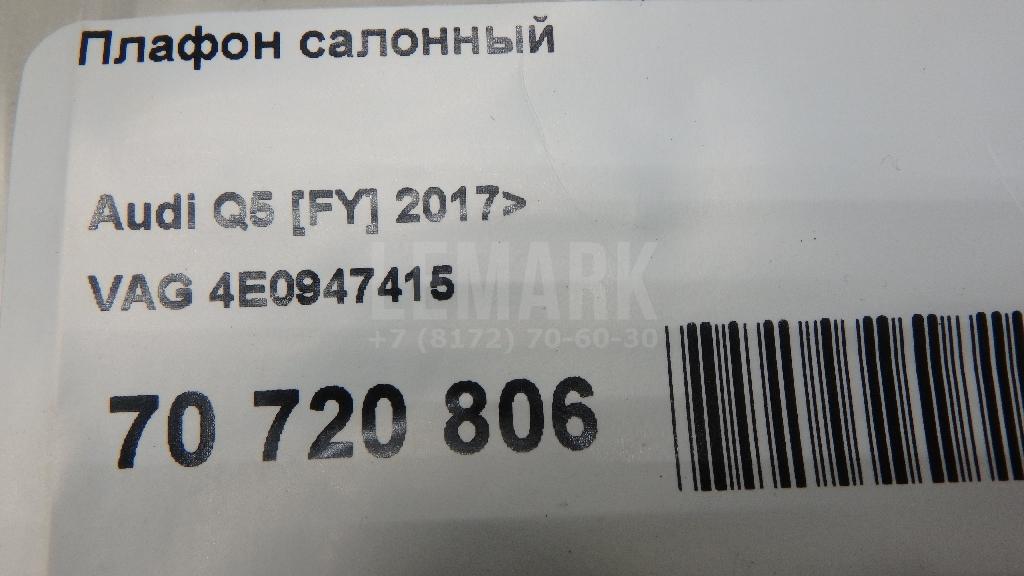 Плафон салонный
Audi Q5 [FY] 2017>
VAG 4E0947415
LEMARK
+7 (8172) 70-60-30
70 720 806